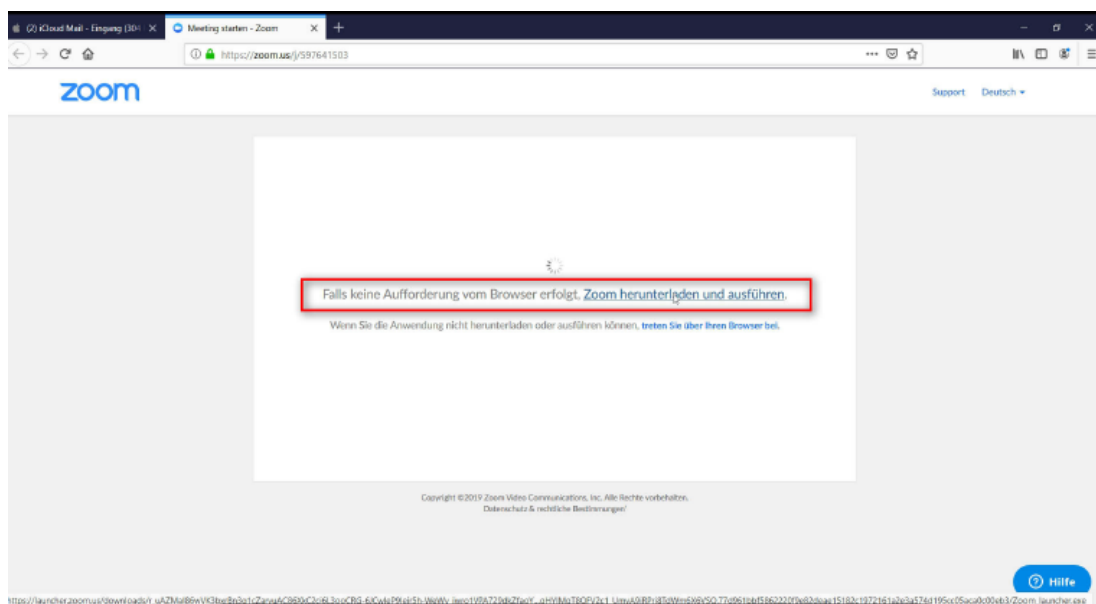 (2) iCloud Mail - Eingang (304
Meeting starten - Zoom
https://zoom.us/j/597641503
zoom
Support Deutsch
Falls keine Aufforderung vom Browser erfolgt, Zoom herunterladen und ausführen.
Wenn Sie die Anwendung nicht herunterladen oder ausführen können, treten Sie über Ihren Browser bei.
Copyright ©2019 Zoom Video Communications, Inc. Alle Rechte vorbehalten.
Datenschutz & rechtliche Bestimmungen
Hilfe